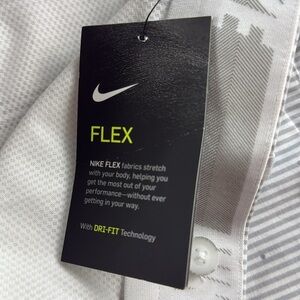 FLEX
NIKE FLEX fabrics stretch
with your body, helping you
get the most out of your
performance—without ever
getting in your way.
With DRI-FIT Technology